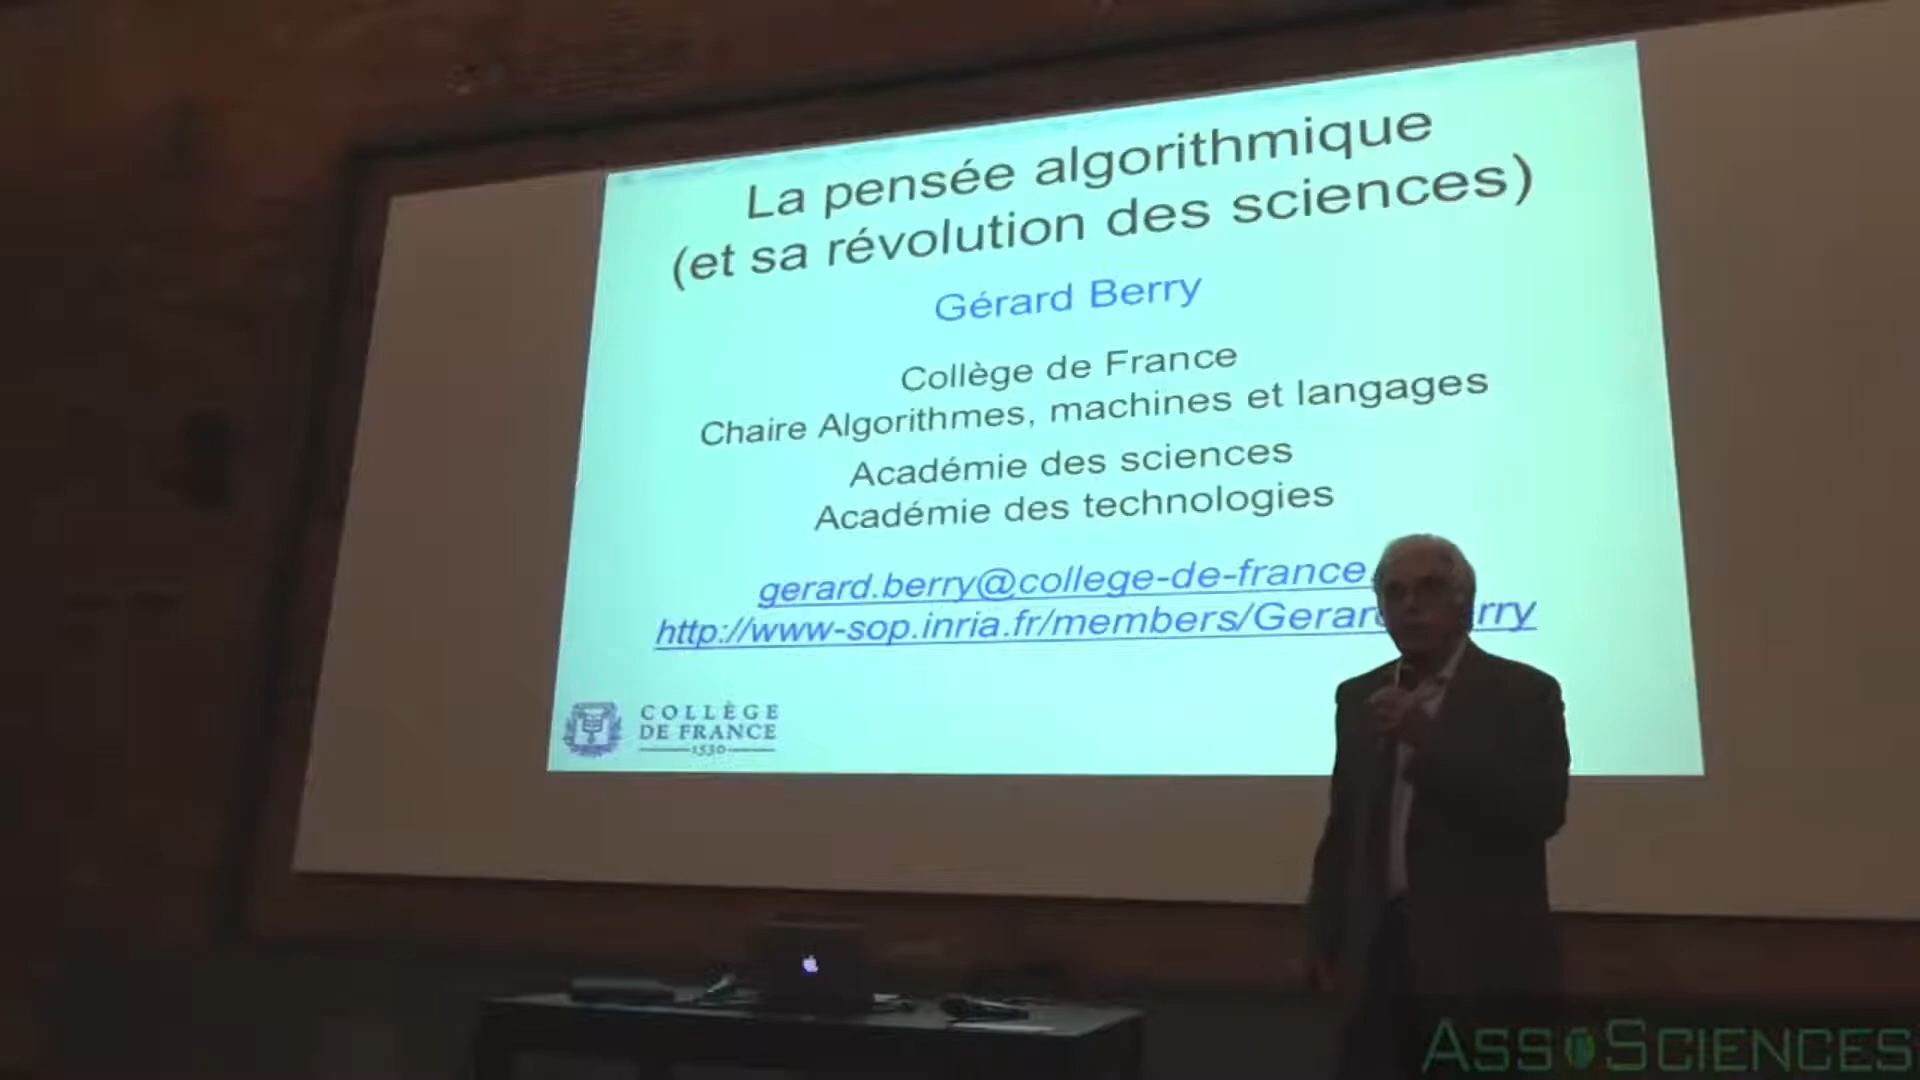 La pensée algorithmique
(et sa révolution des sciences)
Gérard Berry
Collège de France
Chaire Algorithmes, machines et langages
Académie des sciences
Académie des technologies
gerard.berry@college-de-france
http://www-sop.inria.fr/members/Gerar rry
COLLÈGE
DE FRANCE
1530
ASSOSCIENCES